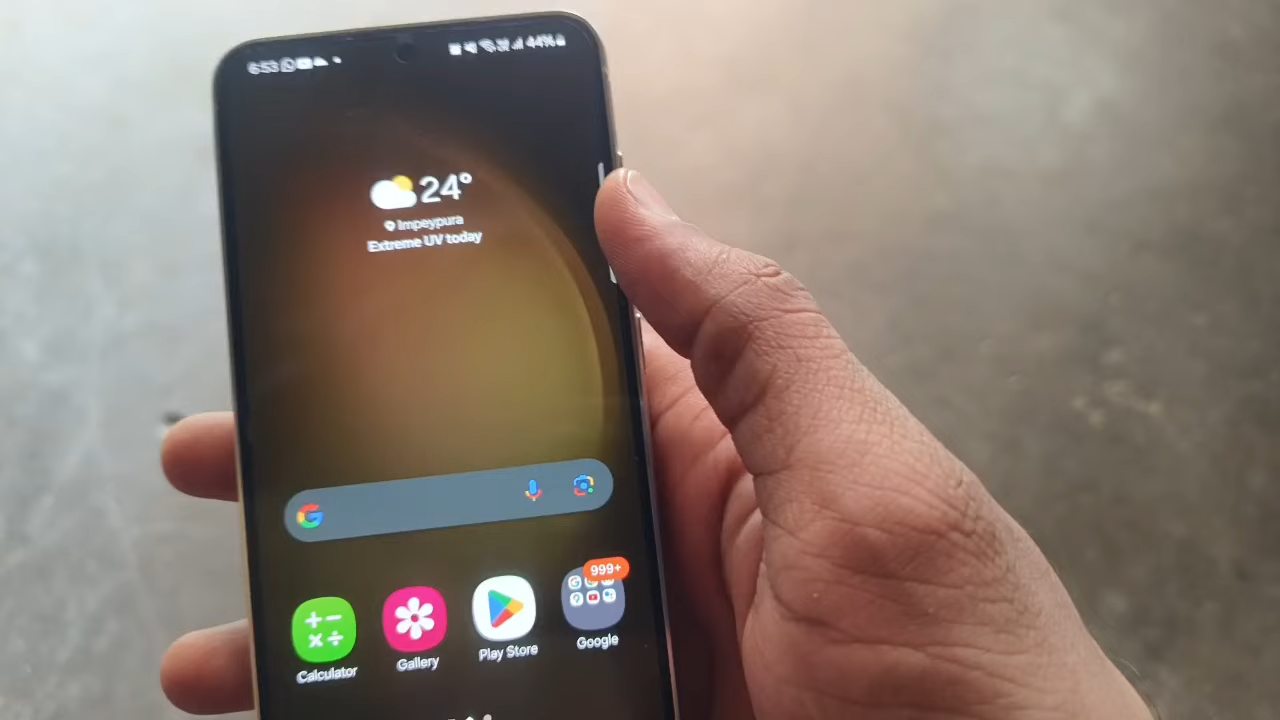 6:53
44%
24°
Impeypura
Extreme UV today
G
999+
Calculator
Gallery
Play Store
Google